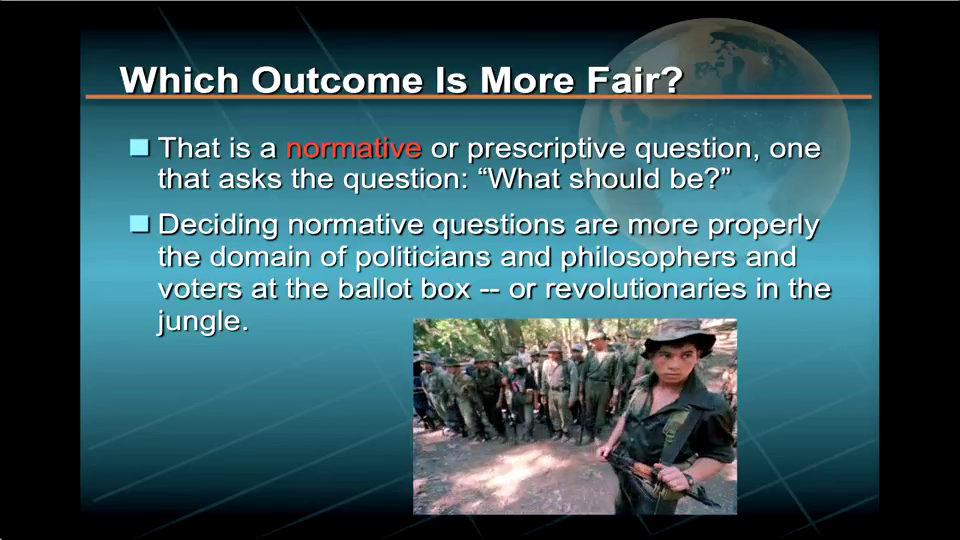 Which Outcome Is More Fair?
That is a normative or prescriptive question, one
that asks the question: “What should be?”
Deciding normative questions are more properly
the domain of politicians and philosophers and
voters at the ballot box -- or revolutionaries in the
jungle.